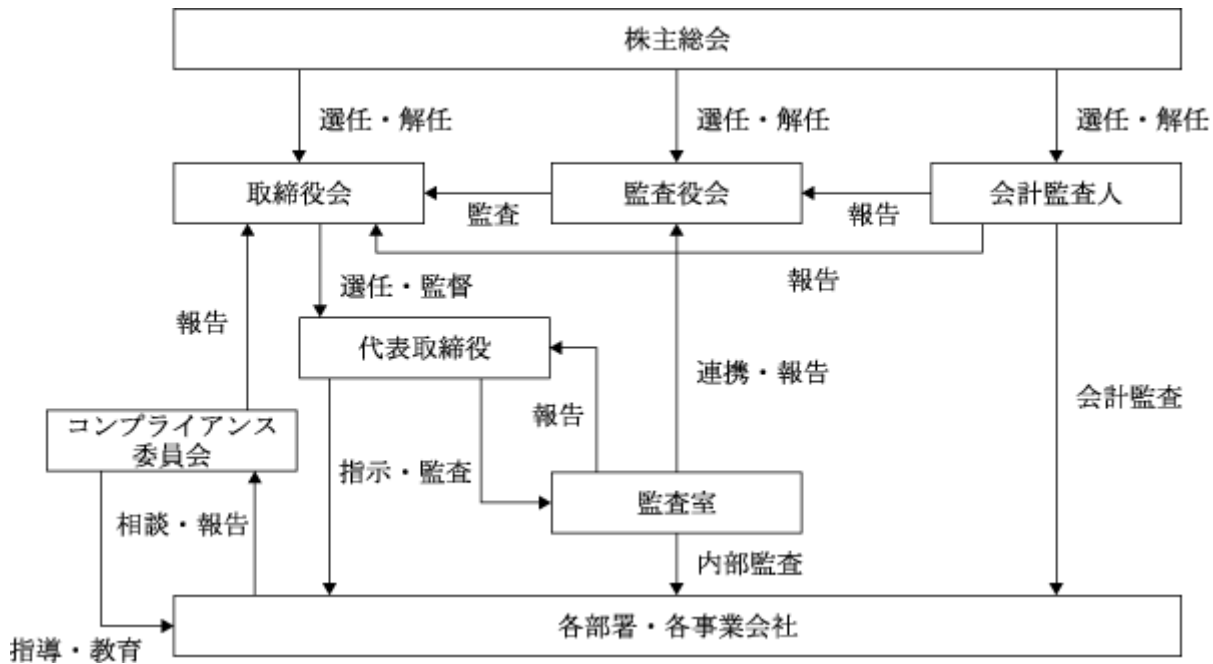 株主総会
選任・解任
選任・解任
選任・解任
取締役会
監査役会
会計監査人
監査
報告
報告
選任・監督
報告
代表取締役
連携・報告
会計監査
コンプライアンス
委員会
報告
指示・監査
監査室
相談・報告
内部監査
各部署・各事業会社
指導・教育